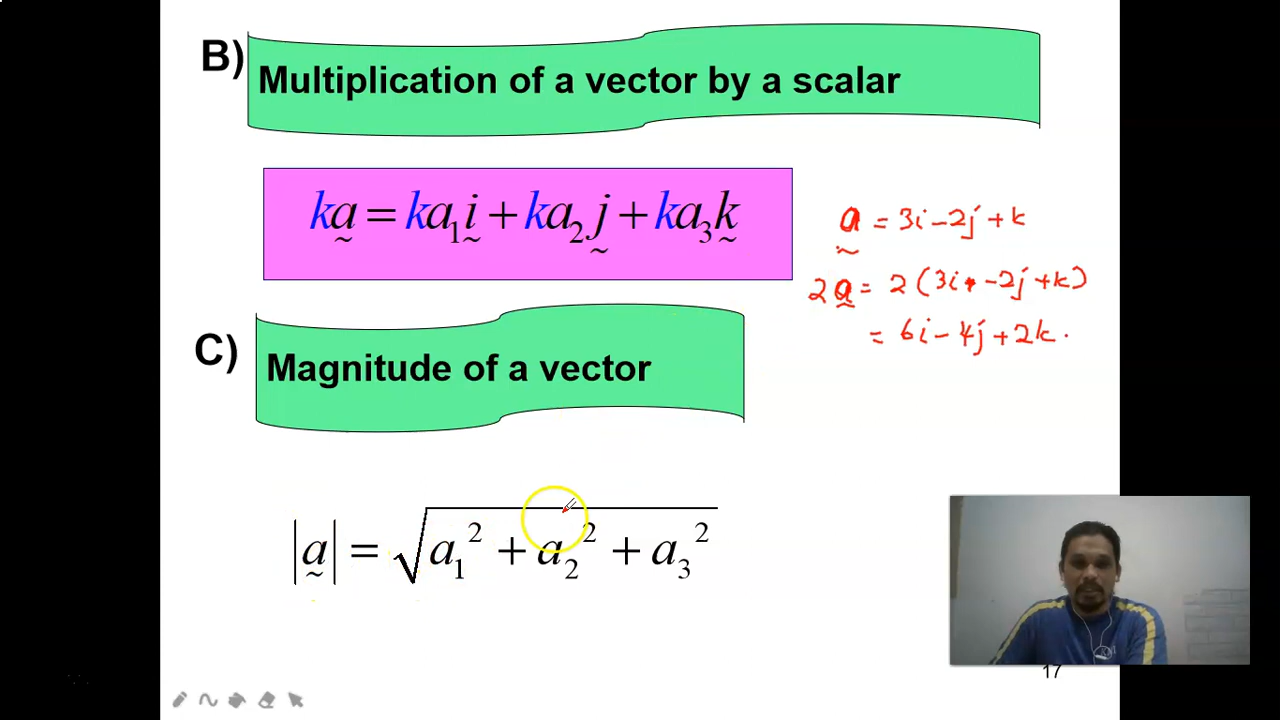 B)
Multiplication of a vector by a scalar
ka = ka₁i + ka₂j + ka₃k
a = 3i - 2j + k
2a = 2 (3i - 2j + k)
= 6i - 4j + 2k.
C)
Magnitude of a vector
|a| = √a₁² + a₂² + a₃²
17